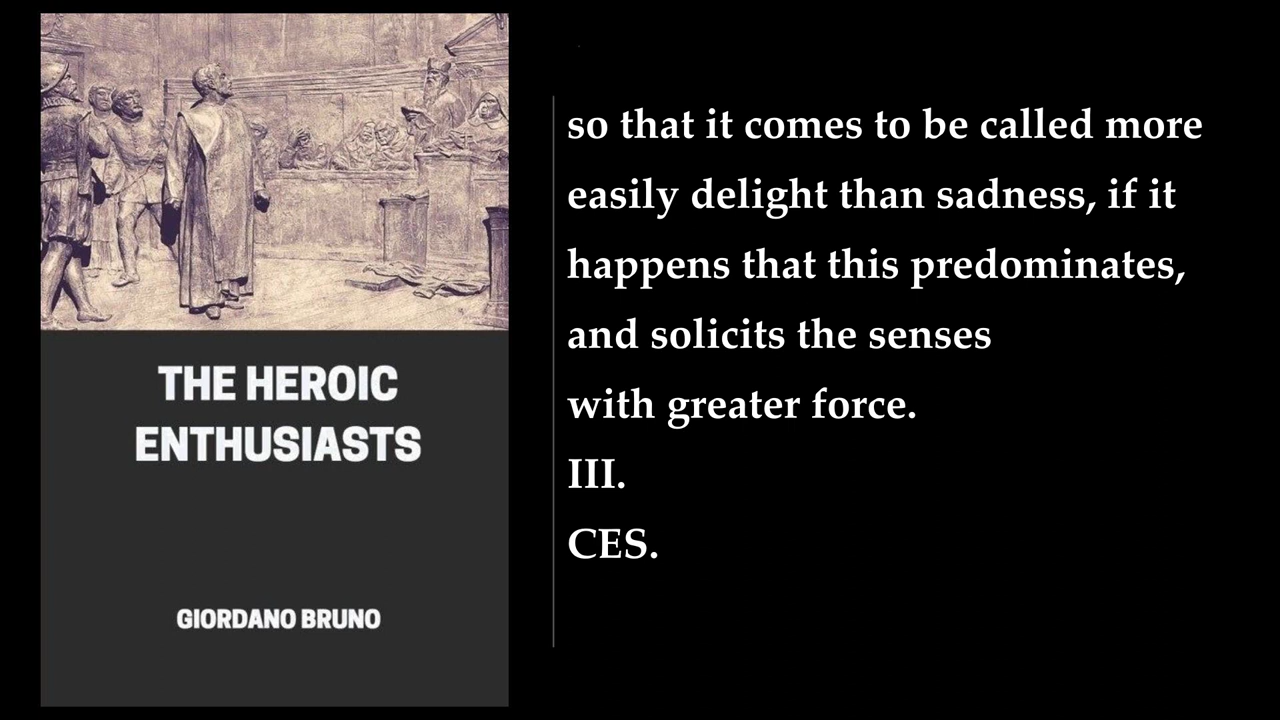 THE HEROIC
ENTHUSIASTS
GIORDANO BRUNO
so that it comes to be called more
easily delight than sadness, if it
happens that this predominates,
and solicits the senses
with greater force.
III.
CES.